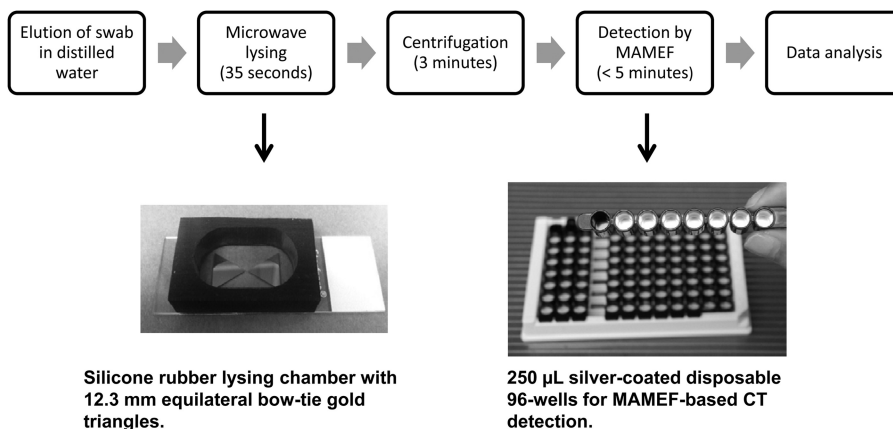 Elution of swab
in distilled
water
Microwave
lysing
(35 seconds)
Centrifugation
(3 minutes)
Detection by
MAMEF
(< 5 minutes)
Data analysis
Silicone rubber lysing chamber with
12.3 mm equilateral bow-tie gold
triangles.
250 µL silver-coated disposable
96-wells for MAMEF-based CT
detection.